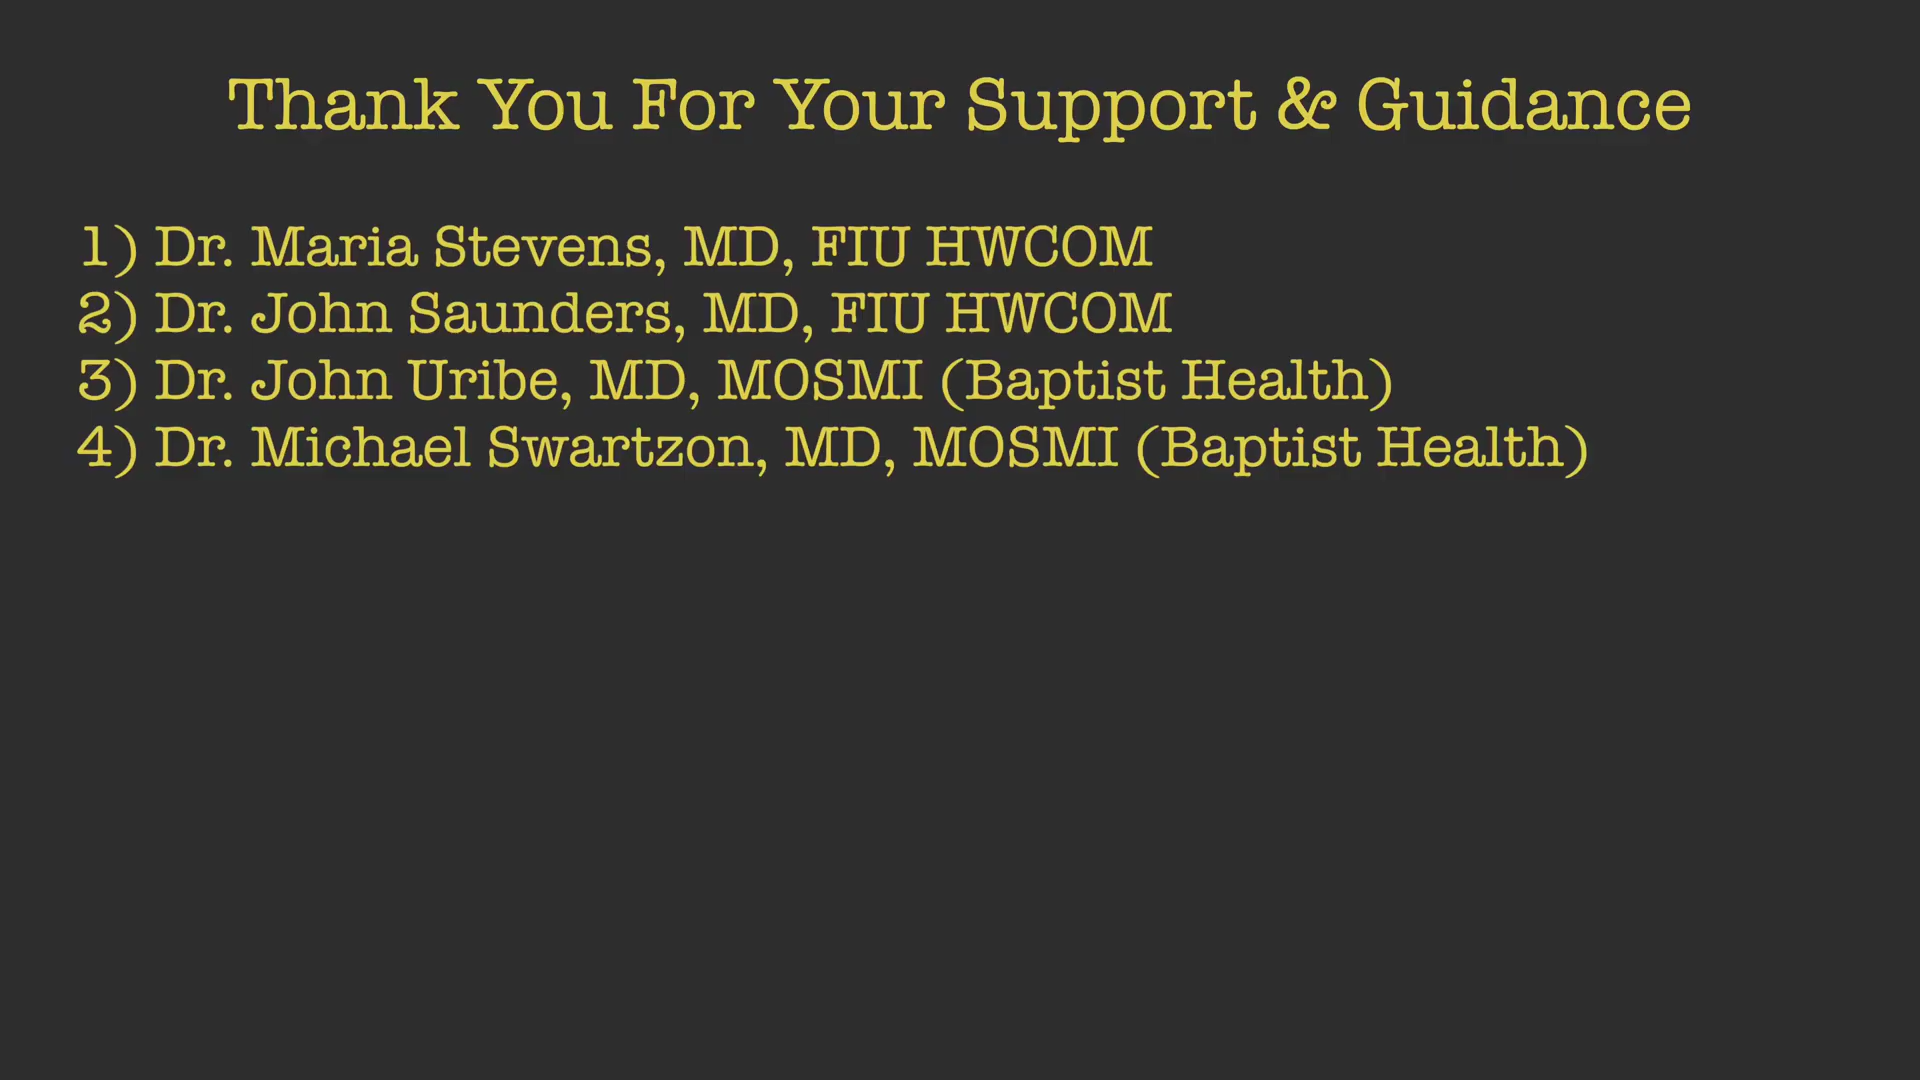 Thank You For Your Support & Guidance
1) Dr. Maria Stevens, MD, FIU HWCOM
2) Dr. John Saunders, MD, FIU HWCOM
3) Dr. John Uribe, MD, MOSMI (Baptist Health)
4) Dr. Michael Swartzon, MD, MOSMI (Baptist Health)